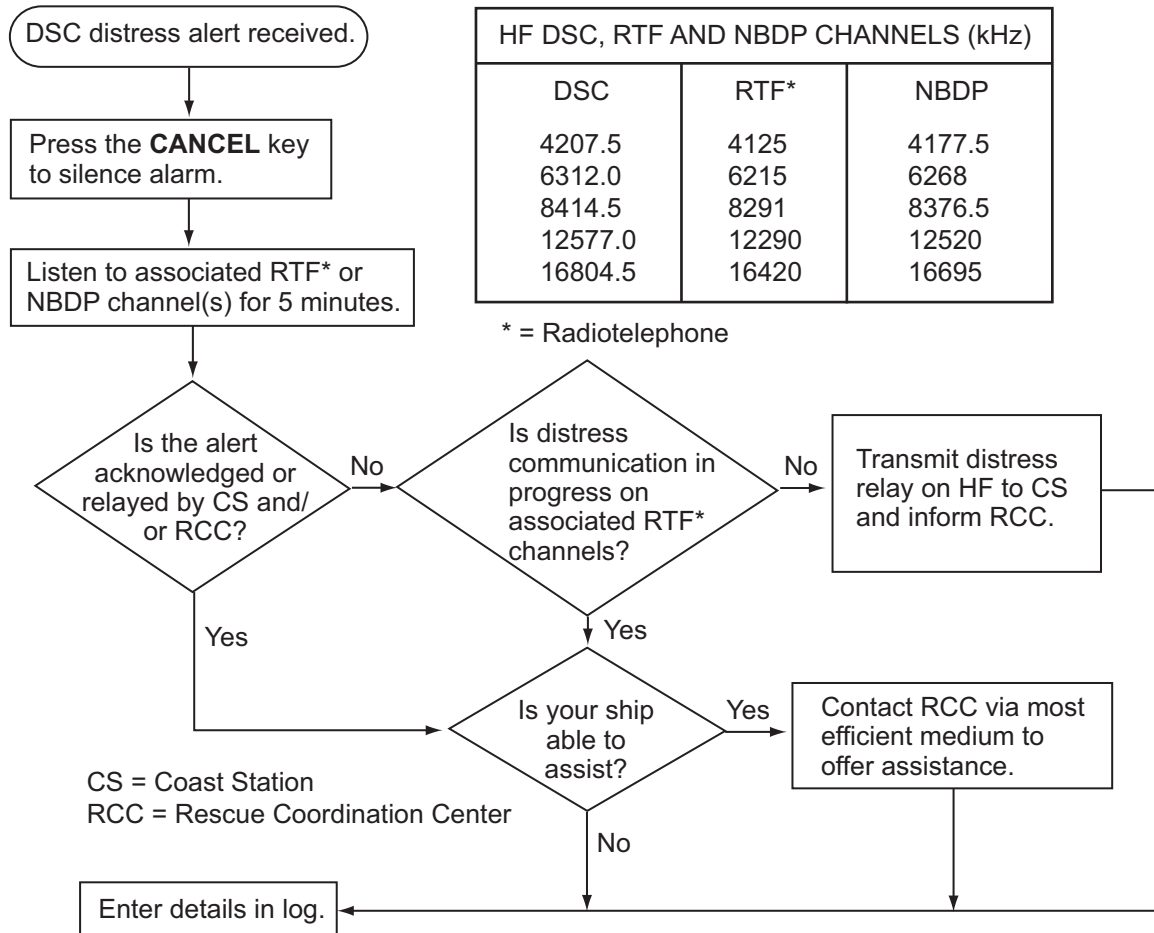 DSC distress alert received.
Press the CANCEL key
to silence alarm.
Listen to associated RTF* or
NBDP channel(s) for 5 minutes.
HF DSC, RTF AND NBDP CHANNELS (kHz)
DSC RTF* NBDP
4207.5 4125 4177.5
6312.0 6215 6268
8414.5 8291 8376.5
12577.0 12290 12520
16804.5 16420 16695
* = Radiotelephone
Is the alert
acknowledged or
relayed by CS and/
or RCC?
No
Is distress
communication in
progress on
associated RTF*
channels?
No
Transmit distress
relay on HF to CS
and inform RCC.
Yes
Yes
Is your ship
able to
assist?
Yes
Contact RCC via most
efficient medium to
offer assistance.
CS = Coast Station
RCC = Rescue Coordination Center
No
Enter details in log.